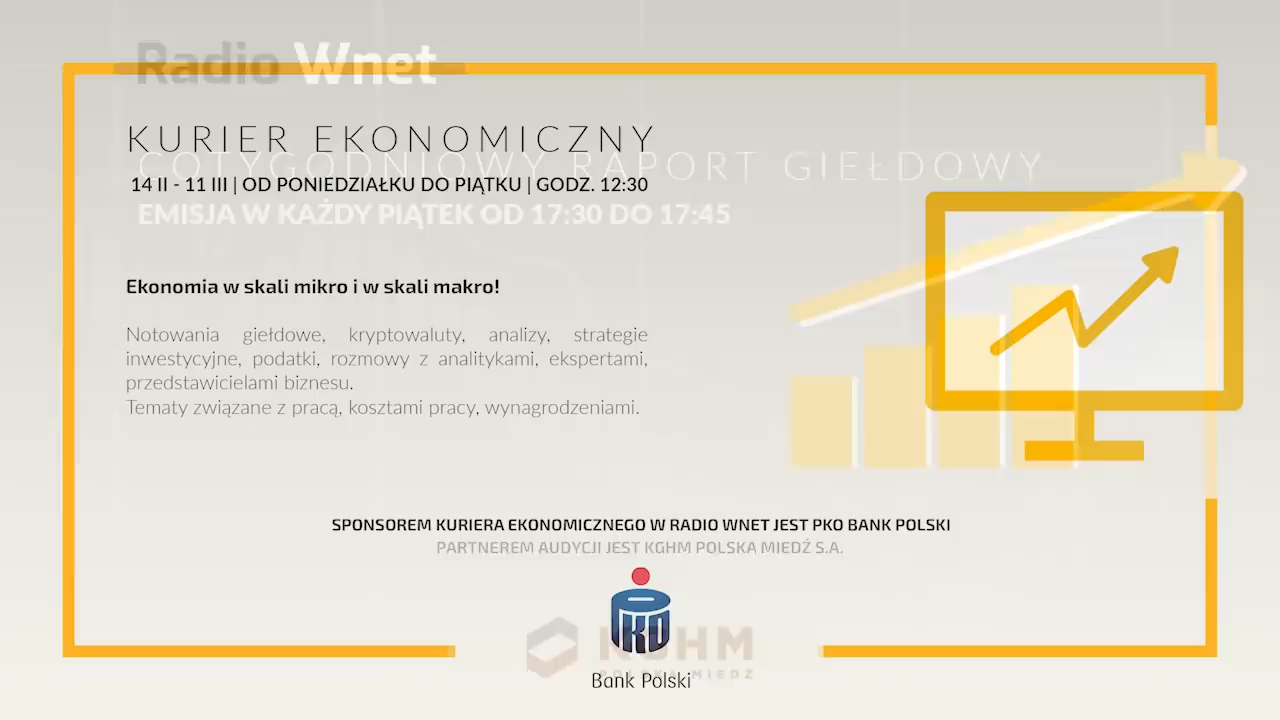 Radio Wnet
KURIER EKONOMICZNY
COTYGODNIOWY RAPORT GIEŁDOWY
14 II - 11 III | OD PONIEDZIAŁKU DO PIĄTKU | GODZ. 12:30
EMISJA W KAŻDY PIĄTEK OD 17:30 DO 17:45
Ekonomia w skali mikro i w skali makro!
Notowania giełdowe, kryptowaluty, analizy, strategie
inwestycyjne, podatki, rozmowy z analitykami, ekspertami,
przedstawicielami biznesu.
Tematy związane z pracą, kosztami pracy, wynagrodzeniami.
SPONSOREM KURIERA EKONOMICZNEGO W RADIO WNET JEST PKO BANK POLSKI
PARTNEREM AUDYCJI JEST KGHM POLSKA MIEDŹ S.A.
PKO
KGHM
POLSKA MIEDŹ
Bank Polski